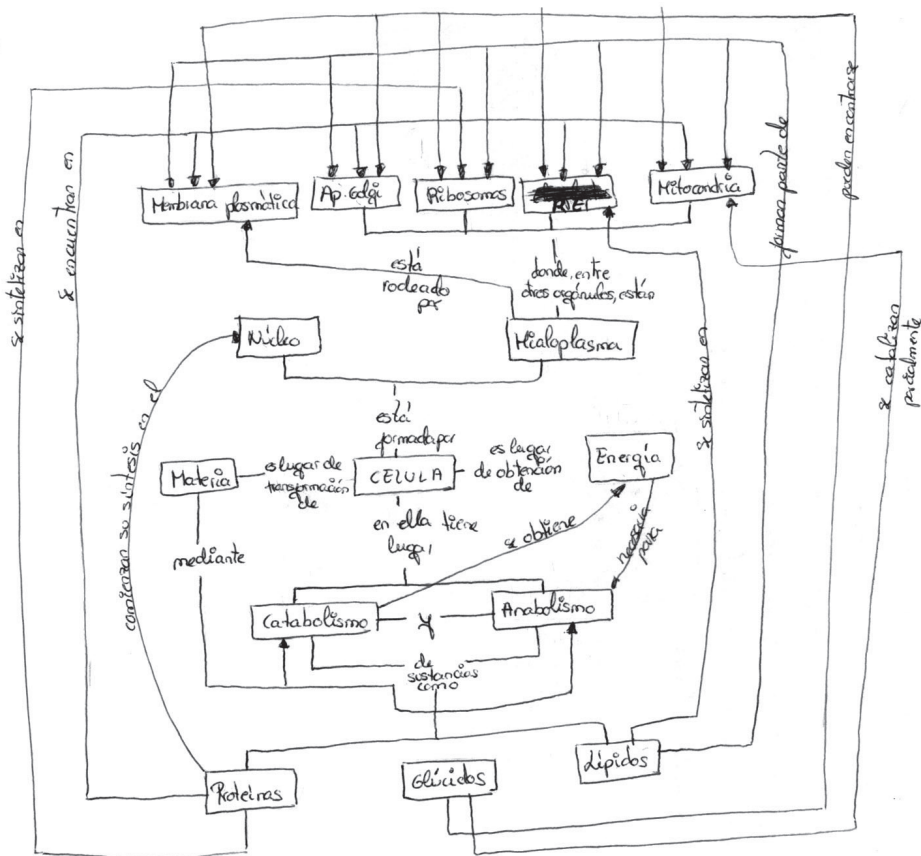 Membrana plasmática
Ap. Golgi
Ribosomas
REL
Mitocondria
se sintetizan en
se encuentran en
forman parte de
pueden encontrarse
está
rodeado
por
donde, entre
otros orgánulos, están
Núcleo
Hialoplasma
se sintetizan en
se catalizan
parcialmente
comienzan su síntesis en el
está
formada por
Materia
es lugar de
transformación
de
CELULA
es lugar
de obtención
de
Energía
en ella tiene
lugar
mediante
se obtiene
necesaria
para
Catabolismo
y
Anabolismo
de
sustancias
como
Proteinas
Glúcidos
Lípidos